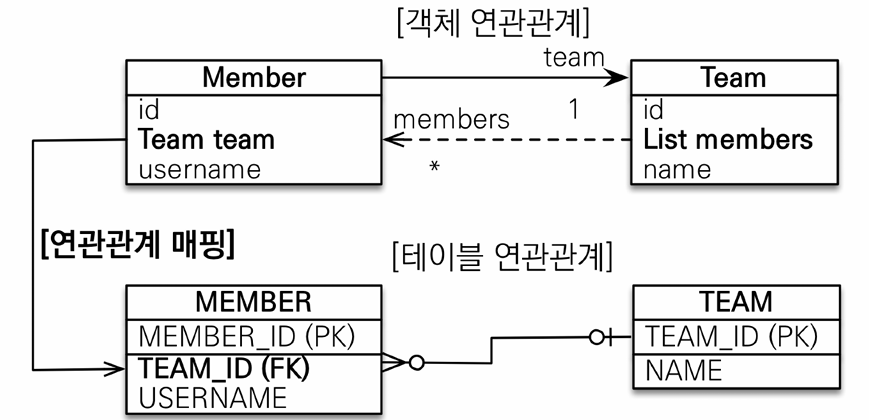 [객체 연관관계]
team
Member
Team
id
Team team
username
members
1
*
id
List members
name
[연관관계 매핑]
[테이블 연관관계]
MEMBER
MEMBER_ID (PK)
TEAM_ID (FK)
USERNAME
TEAM
TEAM_ID (PK)
NAME